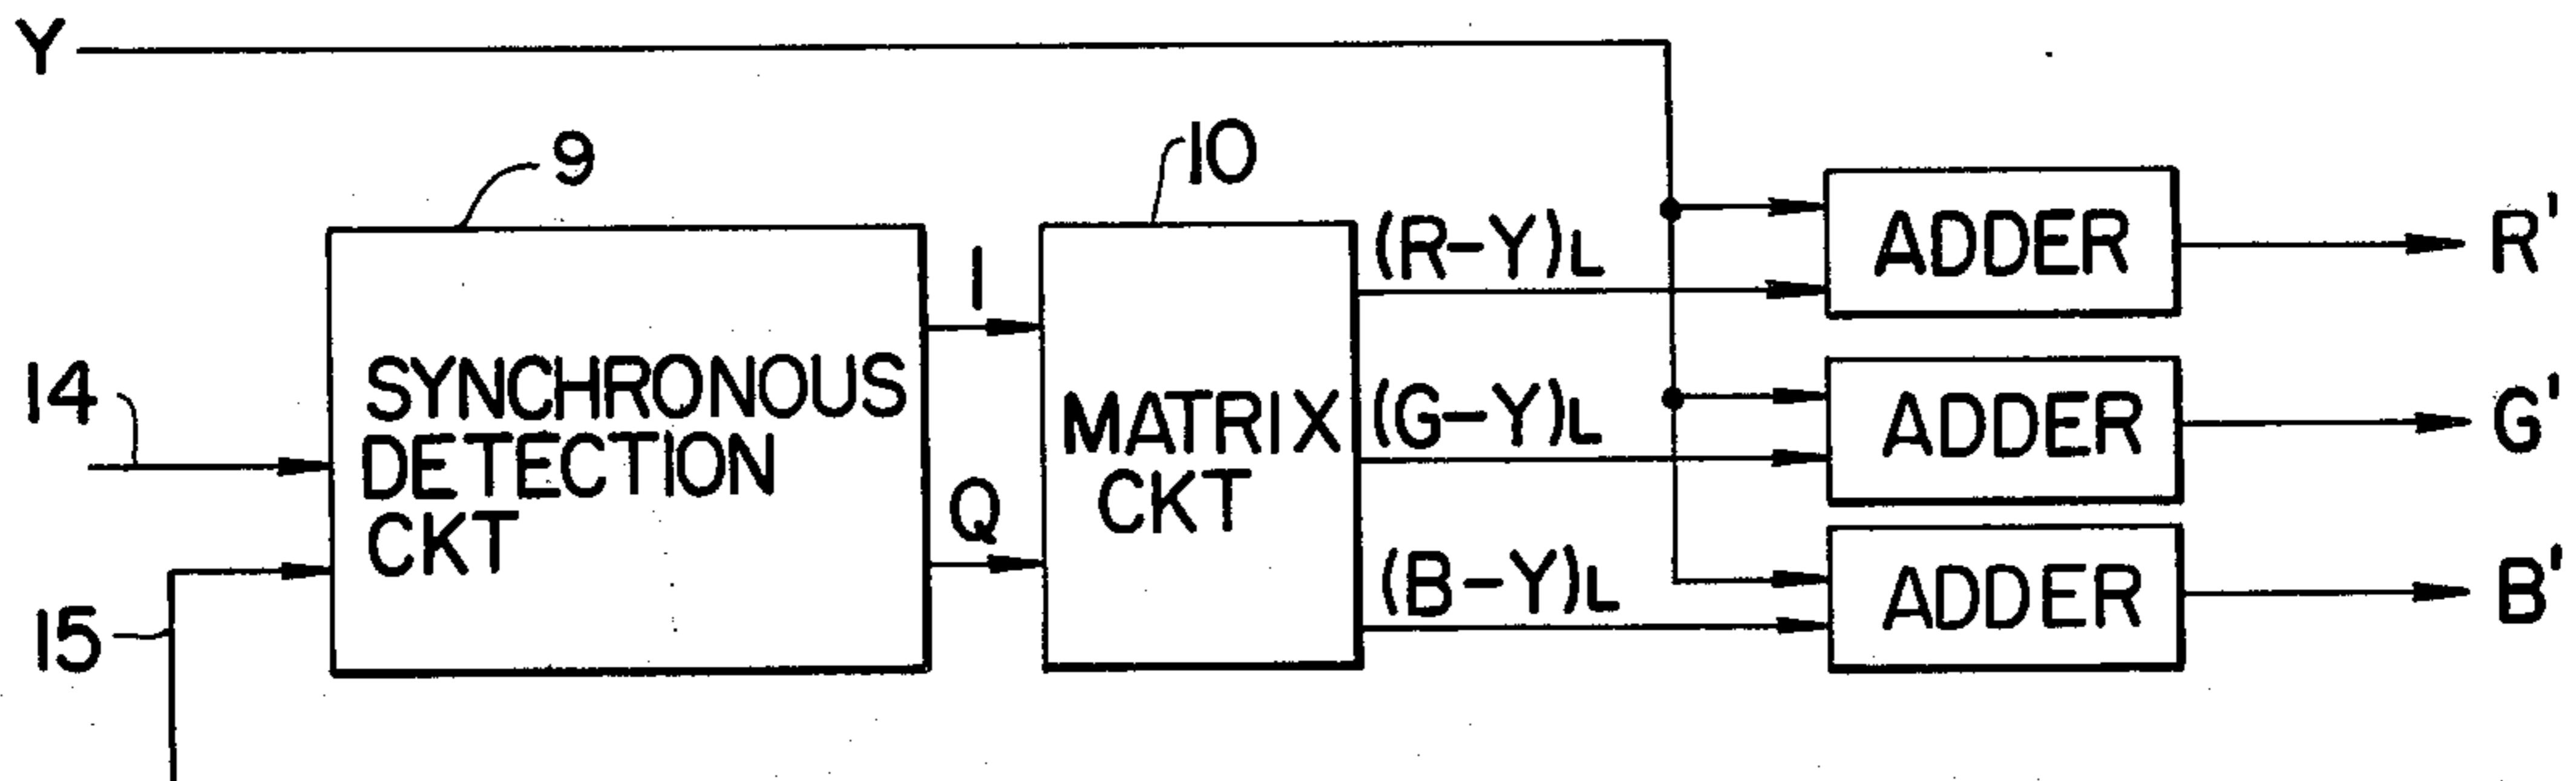 Y
9
10
14
15
SYNCHRONOUS
DETECTION
CKT
I
Q
MATRIX
CKT
(R-Y)L
(G-Y)L
(B-Y)L
ADDER
ADDER
ADDER
R'
G'
B'